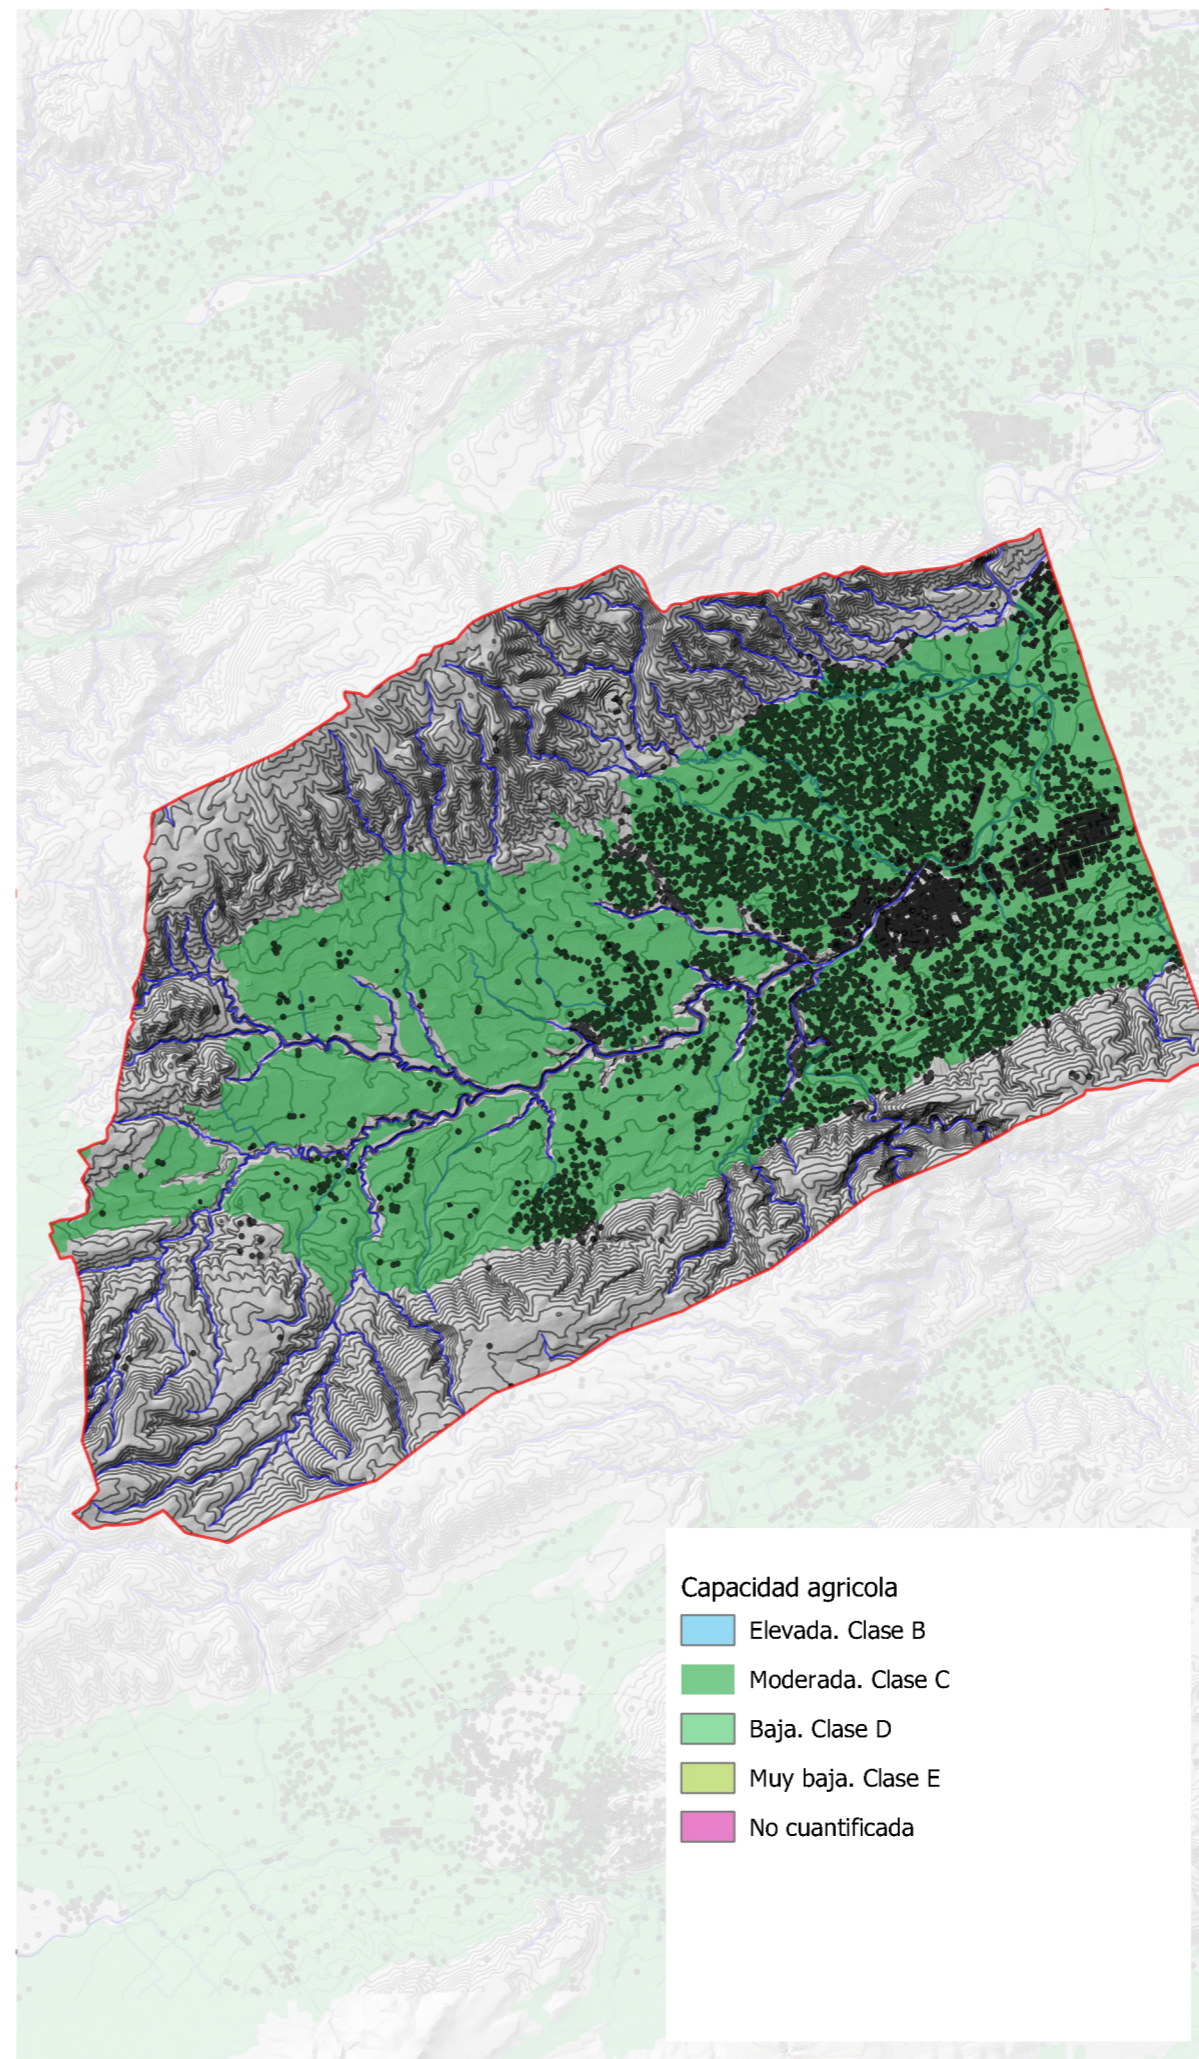 Capacidad agricola
Elevada. Clase B
Moderada. Clase C
Baja. Clase D
Muy baja. Clase E
No cuantificada